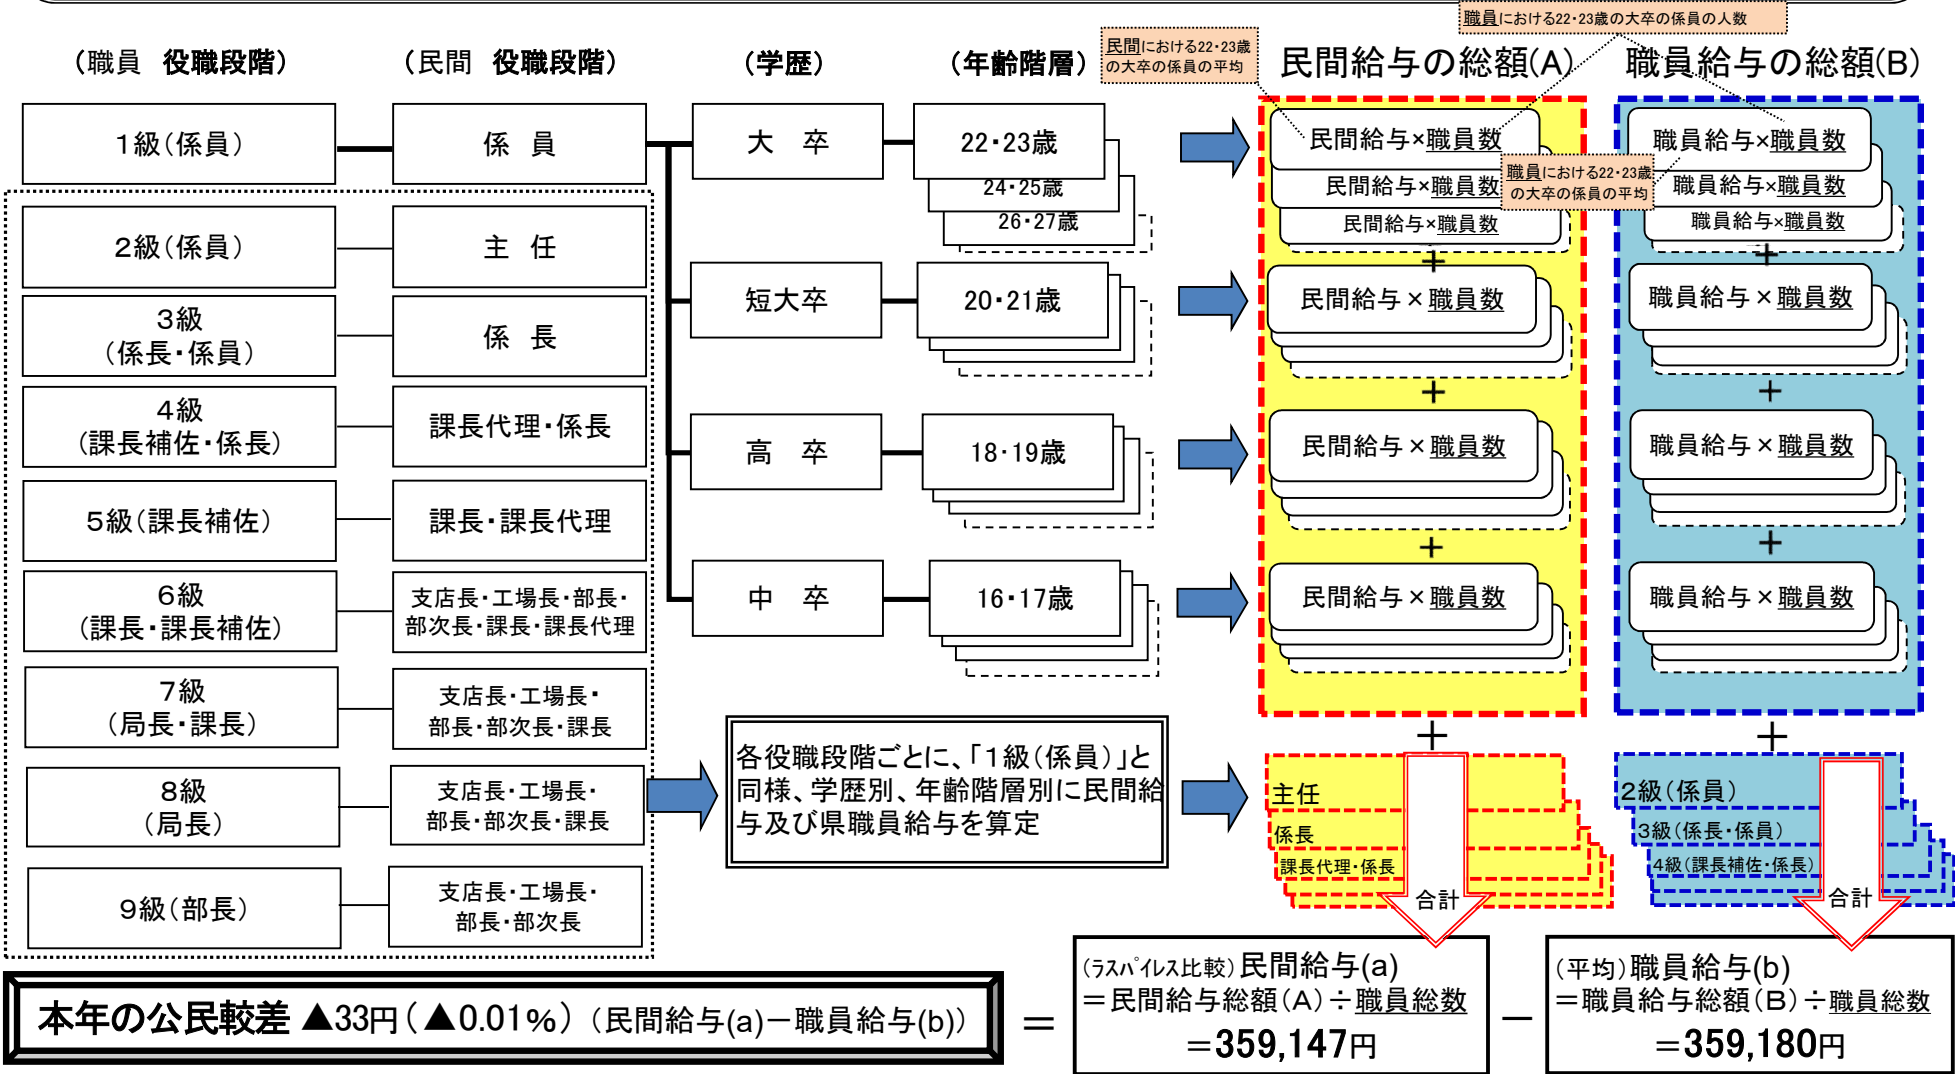 職員における22・23歳の大卒の係員の人数
（職員　役職段階）
（民間　役職段階）
（学歴）
（年齢階層）
民間における22・23歳
の大卒の係員の平均
民間給与の総額(A)
職員給与の総額(B)
1級（係員）
係　員
大　卒
22・23歳
24・25歳
26・27歳
民間給与×職員数
民間給与×職員数
民間給与×職員数
職員における22・23歳
の大卒の係員の平均
職員給与×職員数
職員給与×職員数
職員給与×職員数
＋
＋
2級（係員）
主　任
短大卒
20・21歳
民間給与×職員数
職員給与×職員数
3級
（係長・係員）
係　長
＋
＋
4級
（課長補佐・係長）
課長代理・係長
高　卒
18・19歳
民間給与×職員数
職員給与×職員数
5級（課長補佐）
課長・課長代理
＋
＋
6級
（課長・課長補佐）
支店長・工場長・部長・
部次長・課長・課長代理
中　卒
16・17歳
民間給与×職員数
職員給与×職員数
7級
（局長・課長）
支店長・工場長・
部長・部次長・課長
＋
＋
8級
（局長）
支店長・工場長・
部長・部次長・課長
各役職段階ごとに、「1級（係員）」と
同様、学歴別、年齢階層別に民間給
与及び県職員給与を算定
主任
係長
課長代理・係長
合計
2級（係員）
3級（係長・係員）
4級（課長補佐・係長）
合計
9級（部長）
支店長・工場長・
部長・部次長
本年の公民較差 ▲33円（▲0.01％）（民間給与(a)－職員給与(b)）
＝
（ラスパイレス比較）民間給与(a)
＝民間給与総額（A）÷職員総数
＝359,147円
－
（平均）職員給与(b)
＝職員給与総額（B）÷職員総数
＝359,180円